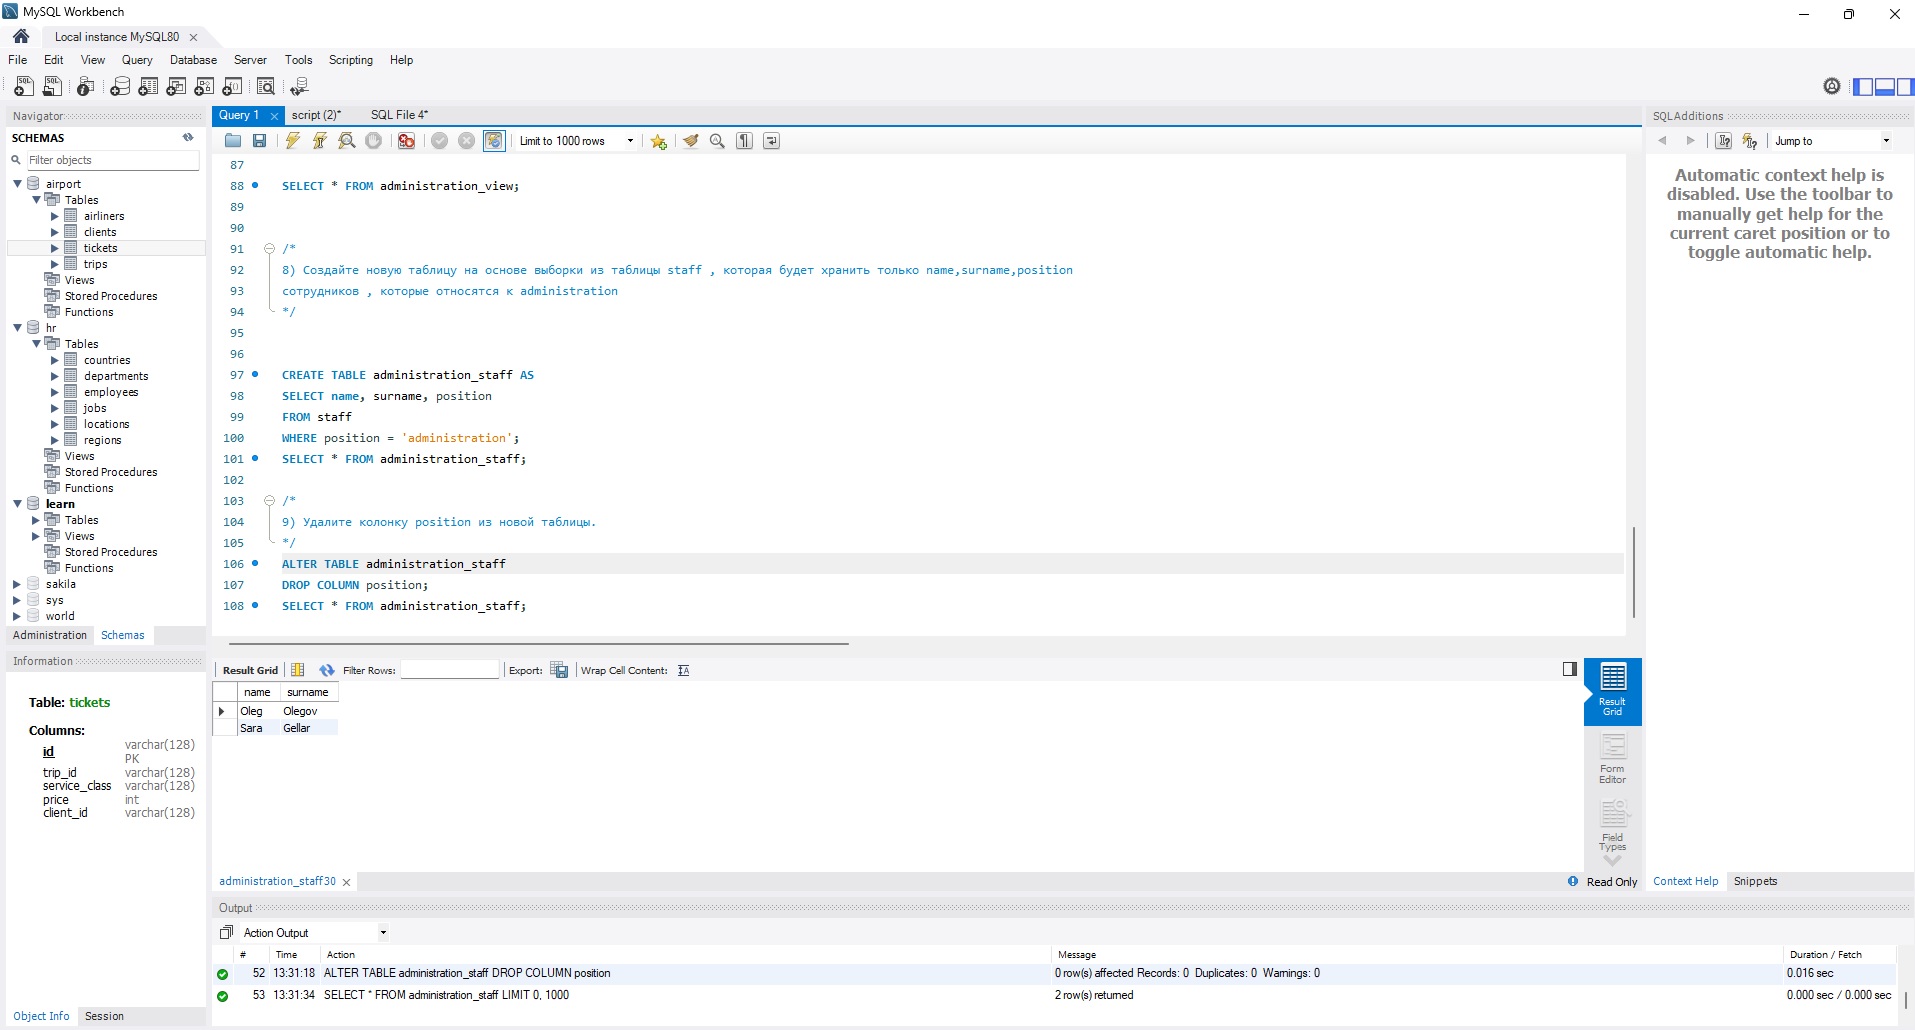 MySQL Workbench
Local instance MySQL80
File Edit View Query Database Server Tools Scripting Help
Navigator
SCHEMAS
Filter objects
airport
Tables
airliners
clients
tickets
trips
Views
Stored Procedures
Functions
hr
Tables
countries
departments
employees
jobs
locations
regions
Views
Stored Procedures
Functions
learn
Tables
Views
Stored Procedures
Functions
sakila
sys
world
Administration Schemas
Information
Table: tickets
Columns:
id varchar(128) PK
trip_id varchar(128)
service_class varchar(128)
price int
client_id varchar(128)
Object Info Session
Query 1 script (2)* SQL File 4*
Limit to 1000 rows
87
88 SELECT * FROM administration_view;
89
90
91 /*
92 8) Создайте новую таблицу на основе выборки из таблицы staff , которая будет хранить только name,surname,position
93 сотрудников , которые относятся к administration
94 */
95
96
97 CREATE TABLE administration_staff AS
98 SELECT name, surname, position
99 FROM staff
100 WHERE position = 'administration';
101 SELECT * FROM administration_staff;
102
103 /*
104 9) Удалите колонку position из новой таблицы.
105 */
106 ALTER TABLE administration_staff
107 DROP COLUMN position;
108 SELECT * FROM administration_staff;
Result Grid Filter Rows: Export: Wrap Cell Content:
name surname
Oleg Olegov
Sara Gellar
Result Grid
Form Editor
Field Types
administration_staff30 Read Only
Output
Action Output
# Time Action Message Duration / Fetch
52 13:31:18 ALTER TABLE administration_staff DROP COLUMN position 0 row(s) affected Records: 0 Duplicates: 0 Warnings: 0 0.016 sec
53 13:31:34 SELECT * FROM administration_staff LIMIT 0, 1000 2 row(s) returned 0.000 sec / 0.000 sec
SQLAdditions
Jump to
Automatic context help is
disabled. Use the toolbar to
manually get help for the
current caret position or to
toggle automatic help.
Context Help Snippets